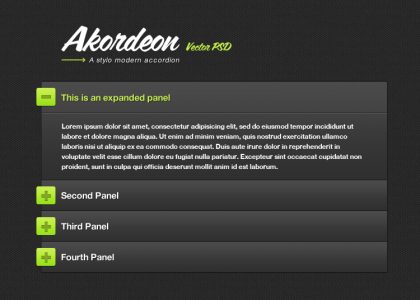 Akordeon Vector PSD
A stylo modern accordion
This is an expanded panel
Lorem ipsum dolor sit amet, consectetur adipisicing elit, sed do eiusmod tempor incididunt ut
labore et dolore magna aliqua. Ut enim ad minim veniam, quis nostrud exercitation ullamco
laboris nisi ut aliquip ex ea commodo consequat. Duis aute irure dolor in reprehenderit in
voluptate velit esse cillum dolore eu fugiat nulla pariatur. Excepteur sint occaecat cupidatat non
proident, sunt in culpa qui officia deserunt mollit anim id est laborum.
Second Panel
Third Panel
Fourth Panel